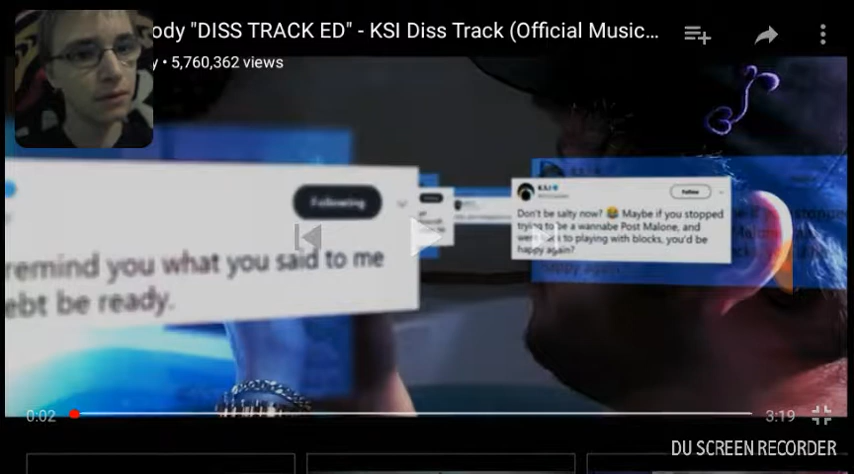 ody "DISS TRACK ED" - KSI Diss Track (Official Music...
y • 5,760,362 views
Following
remind you what you said to me
ebt be ready.
KSI
Follow
Don't be salty now? 😂 Maybe if you stopped
trying to be a wannabe Post Malone, and
went back to playing with blocks, you'd be
happy again?
happy again
0:02
3:19
DU SCREEN RECORDER